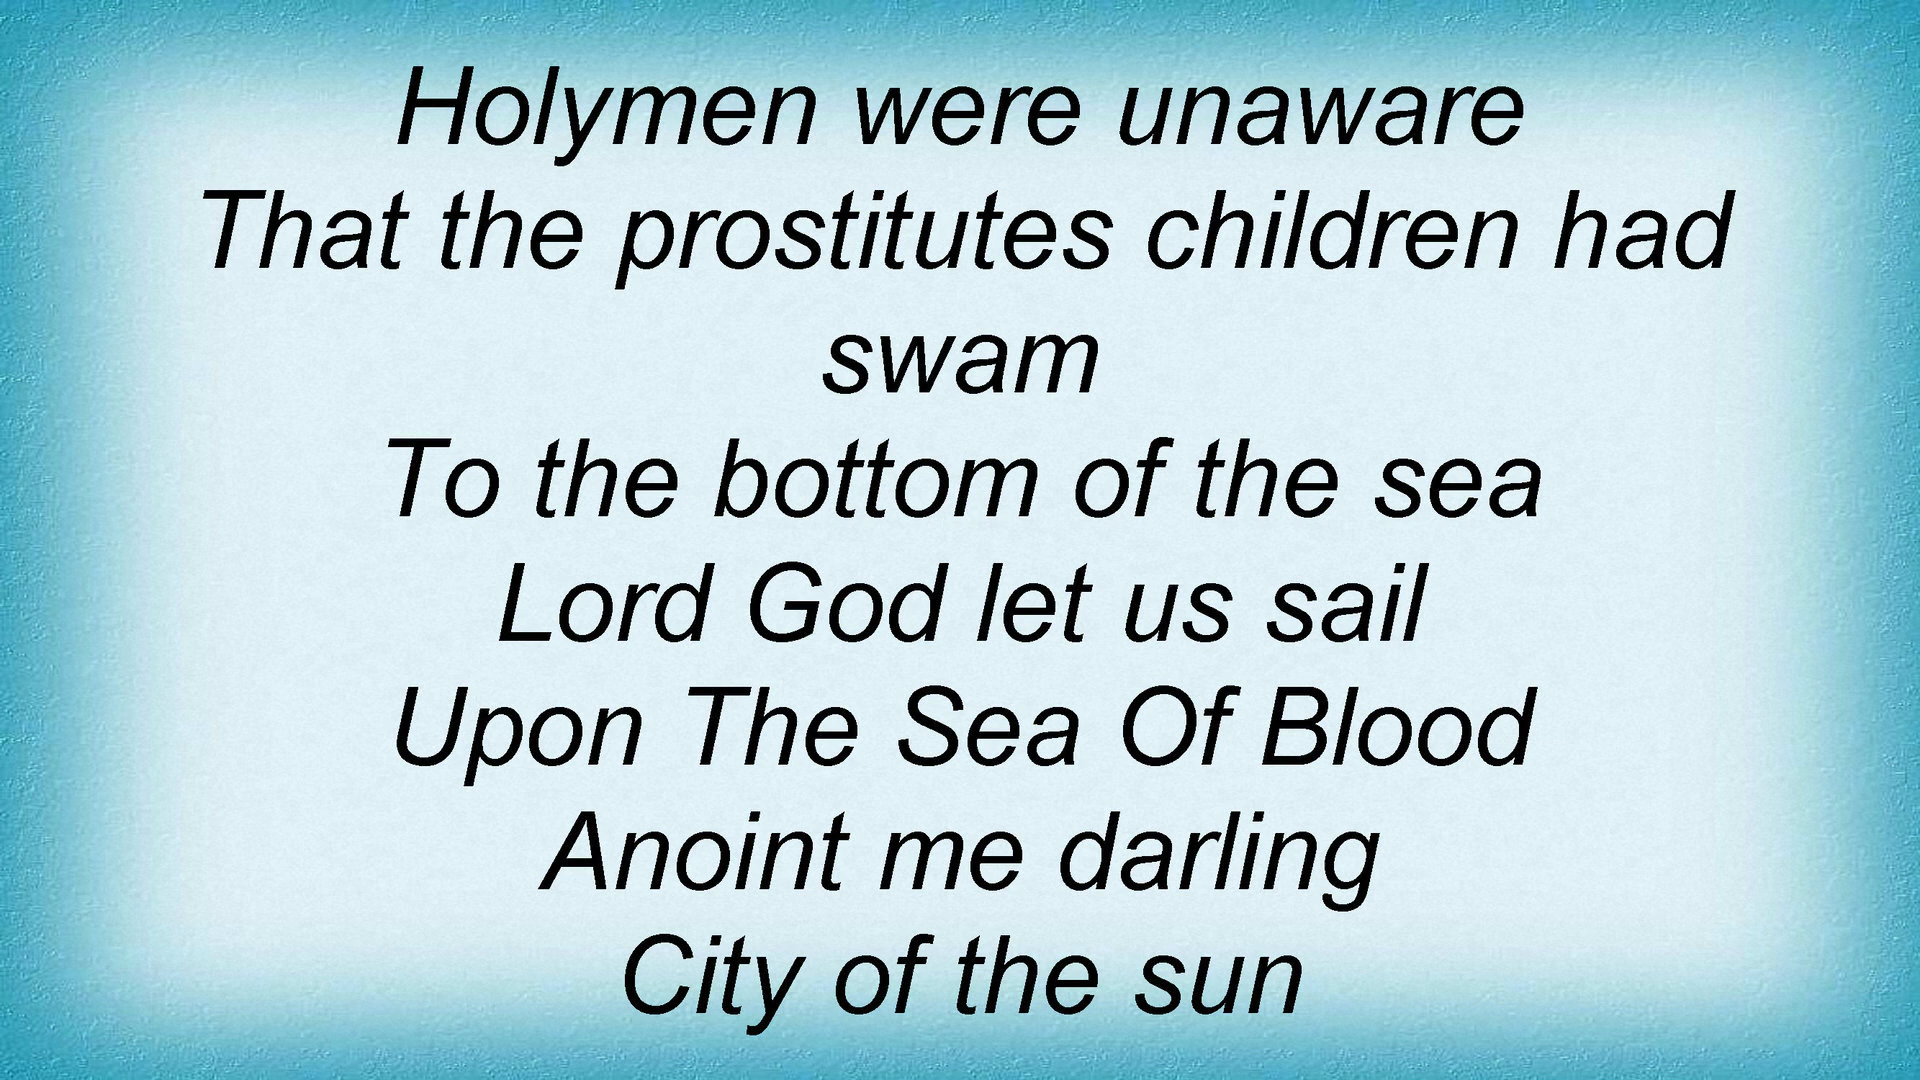 Holymen were unaware
That the prostitutes children had
swam
To the bottom of the sea
Lord God let us sail
Upon The Sea Of Blood
Anoint me darling
City of the sun